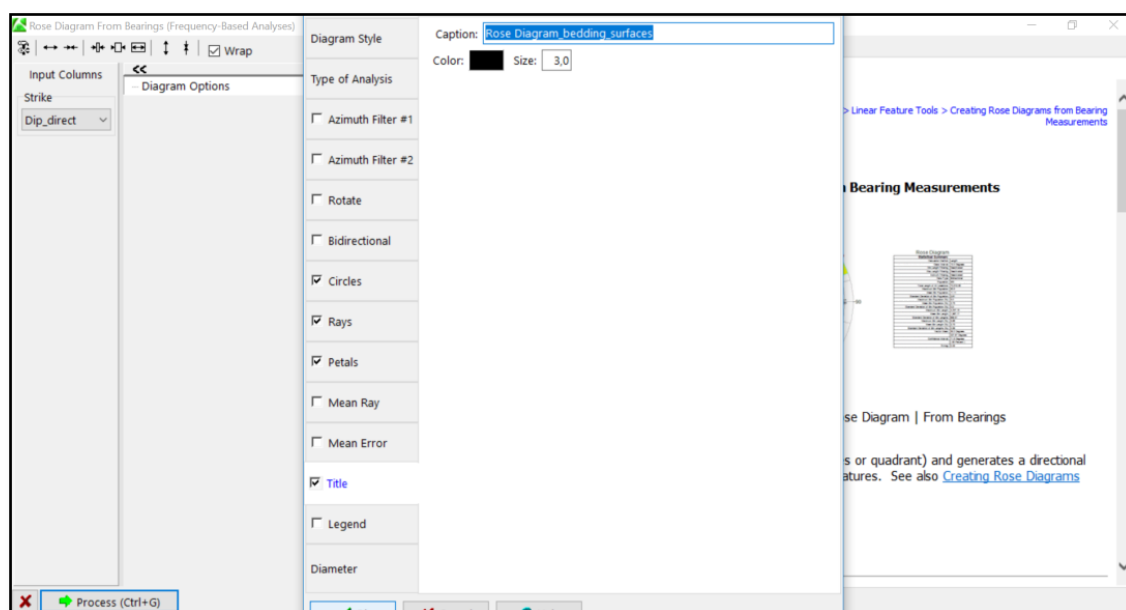 Rose Diagram From Bearings (Frequency-Based Analyses)
Wrap
Input Columns
Strike
Dip_direct
<<
Diagram Options
Diagram Style
Type of Analysis
Azimuth Filter #1
Azimuth Filter #2
Rotate
Bidirectional
Circles
Rays
Petals
Mean Ray
Mean Error
Title
Legend
Diameter
Caption: Rose Diagram_bedding_surfaces
Color: Size: 3,0
> Linear Feature Tools > Creating Rose Diagrams from Bearing
Measurements
Bearing Measurements
Rose Diagram
se Diagram | From Bearings
s or quadrant) and generates a directional
atures. See also Creating Rose Diagrams
Process (Ctrl+G)